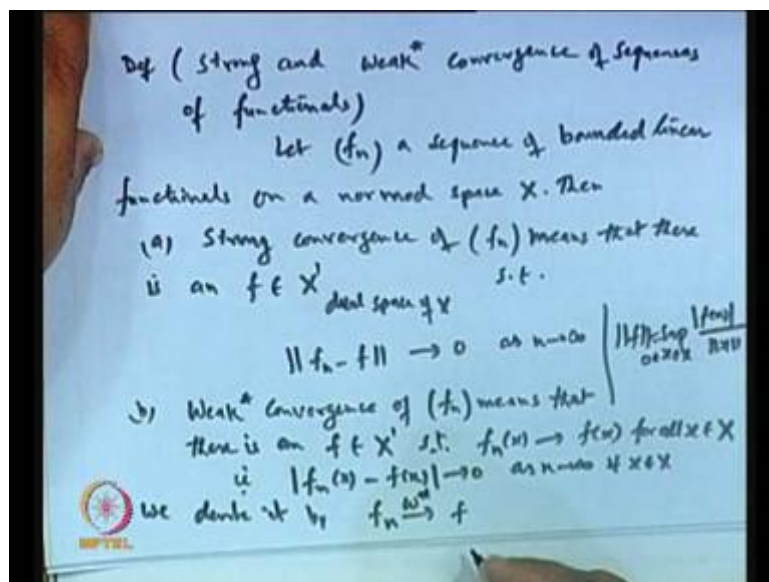 Def ( Strong and Weak* Convergence of Sequences
of functionals)
Let (fn) a sequence of bounded linear
functionals on a normed space X. Then
(a) Strong convergence of (fn) means that there
is an f ∈ X' s.t.
dual space of X
||fn - f|| → 0 as n→∞ | ||f|| = sup |f(x)| / ||x||
0≠x∈X
b) Weak* Convergence of (fn) means that
there is an f ∈ X' s.t. fn(x) → f(x) for all x ∈ X
ie |fn(x) - f(x)| → 0 as n→∞ ∀ x∈X
We denote it by fn w*→ f
NPTEL